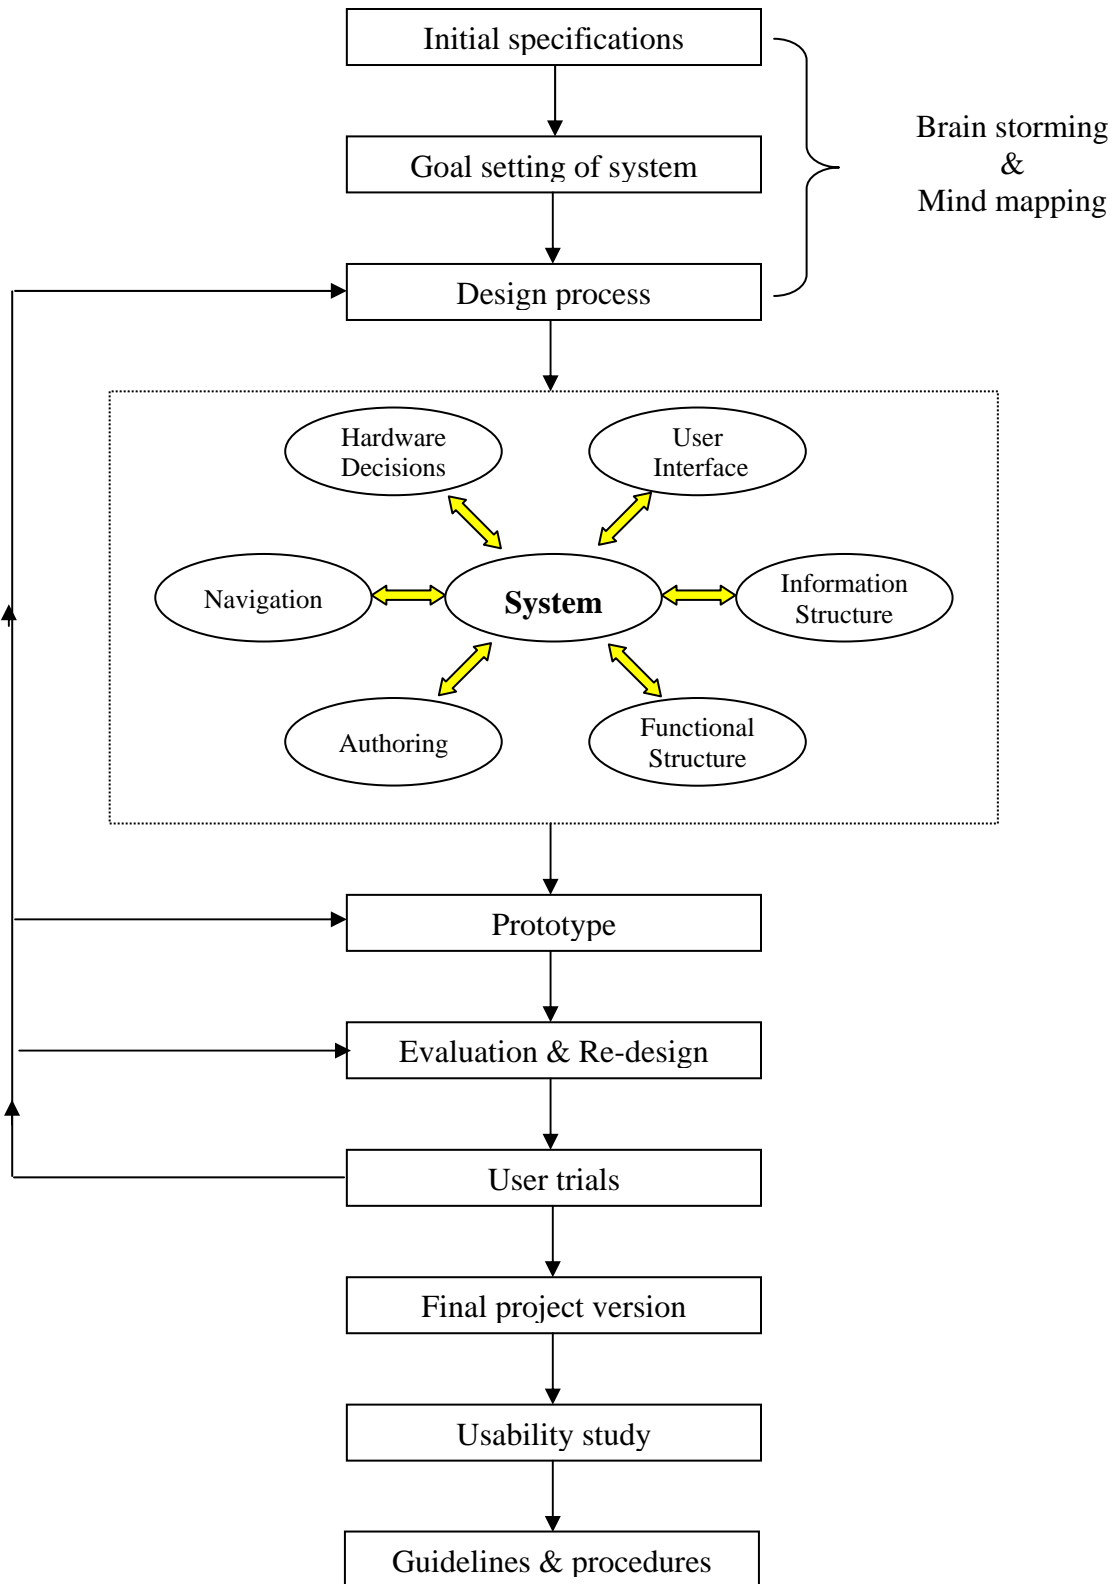 Initial specifications
Brain storming
&
Mind mapping
Goal setting of system
Design process
Hardware
Decisions
User
Interface
Navigation
System
Information
Structure
Authoring
Functional
Structure
Prototype
Evaluation & Re-design
User trials
Final project version
Usability study
Guidelines & procedures